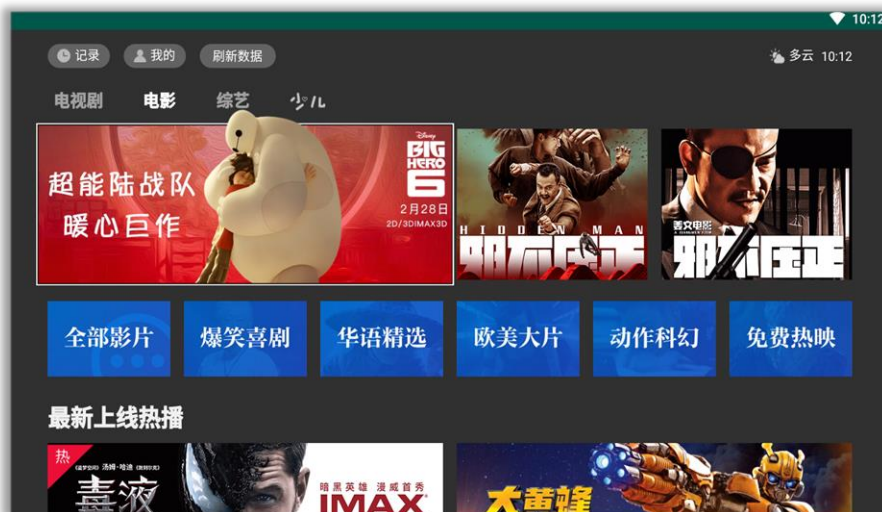 10:12
记录
我的
刷新数据
多云 10:12
电视剧
电影
综艺
少儿
超能陆战队
暖心巨作
Disney
BIG
HERO
6
2月28日
2D/3DIMAX3D
HIDDEN MAN
邪不压正
姜文电影
邪不压正
全部影片
爆笑喜剧
华语精选
欧美大片
动作科幻
免费热映
最新上线热播
热
汤姆·哈迪
毒液
暗黑英雄 漫威首秀
IMAX
大黄蜂